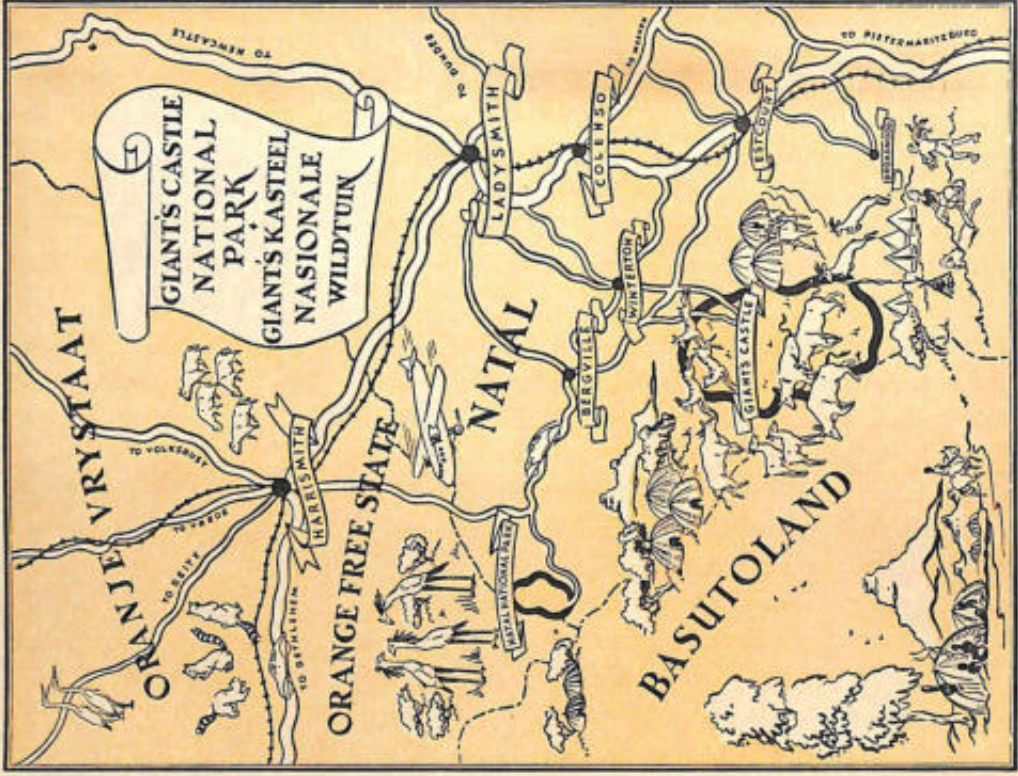 TO NEWCASTLE
TO DUNDEE
TO PIETERMARITZBURG
GIANT'S CASTLE
NATIONAL
PARK
GIANT'S KASTEEL
NASIONALE
WILDTUIN
LADYSMITH
COLENSO
ESTCOURT
WINTERTON
BERGVILLE
GIANTS CASTLE
NATAL
ORANJE VRYSTAAT
TO VOLKSRUST
TO REITZ
HARRISMITH
TO BETHLEHEM
ORANGE FREE STATE
NATAL NATIONAL PARK
BASUTOLAND